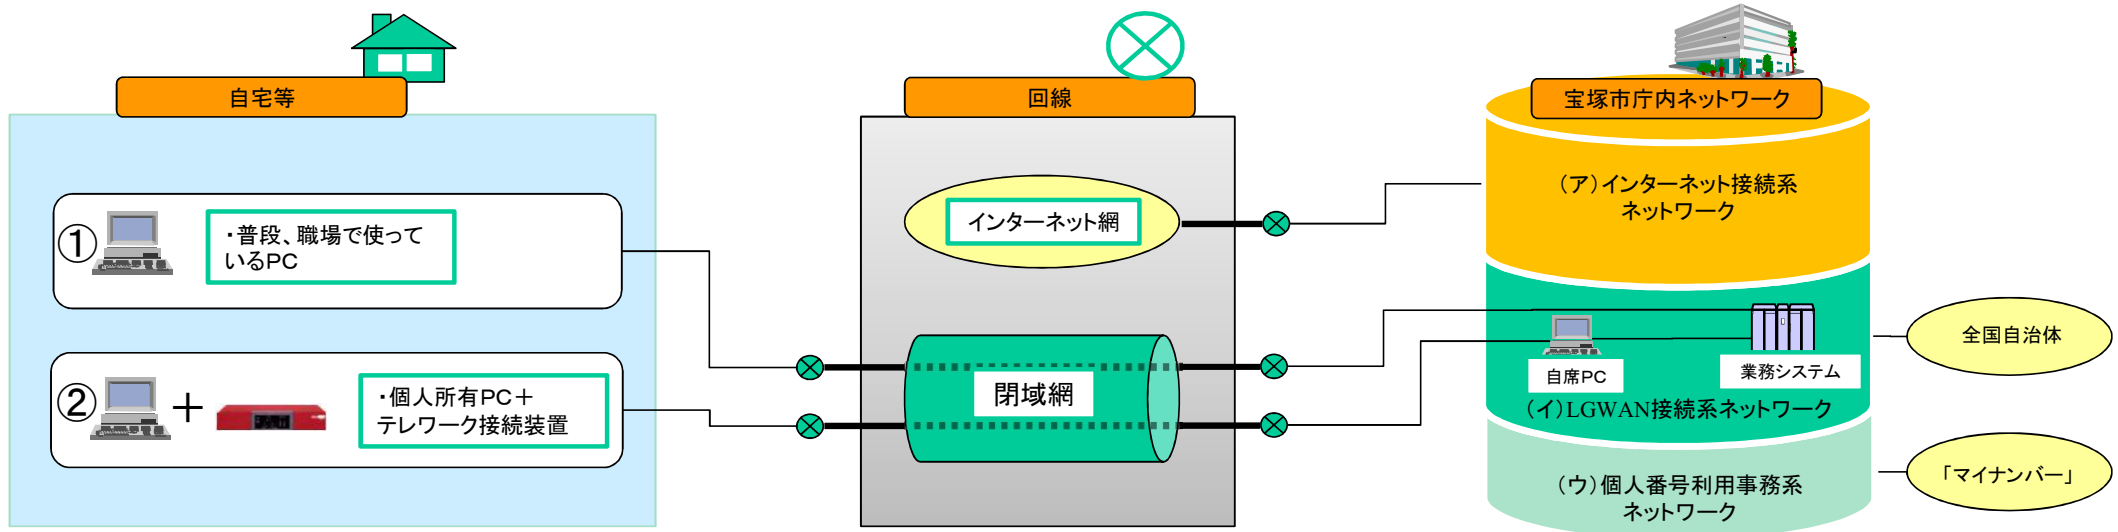 自宅等
①
・普段、職場で使って
いるPC
②
+
・個人所有PC+
テレワーク接続装置
回線
インターネット網
閉域網
宝塚市庁内ネットワーク
(ア)インターネット接続系
ネットワーク
自席PC
業務システム
(イ)LGWAN接続系ネットワーク
(ウ)個人番号利用事務系
ネットワーク
全国自治体
「マイナンバー」